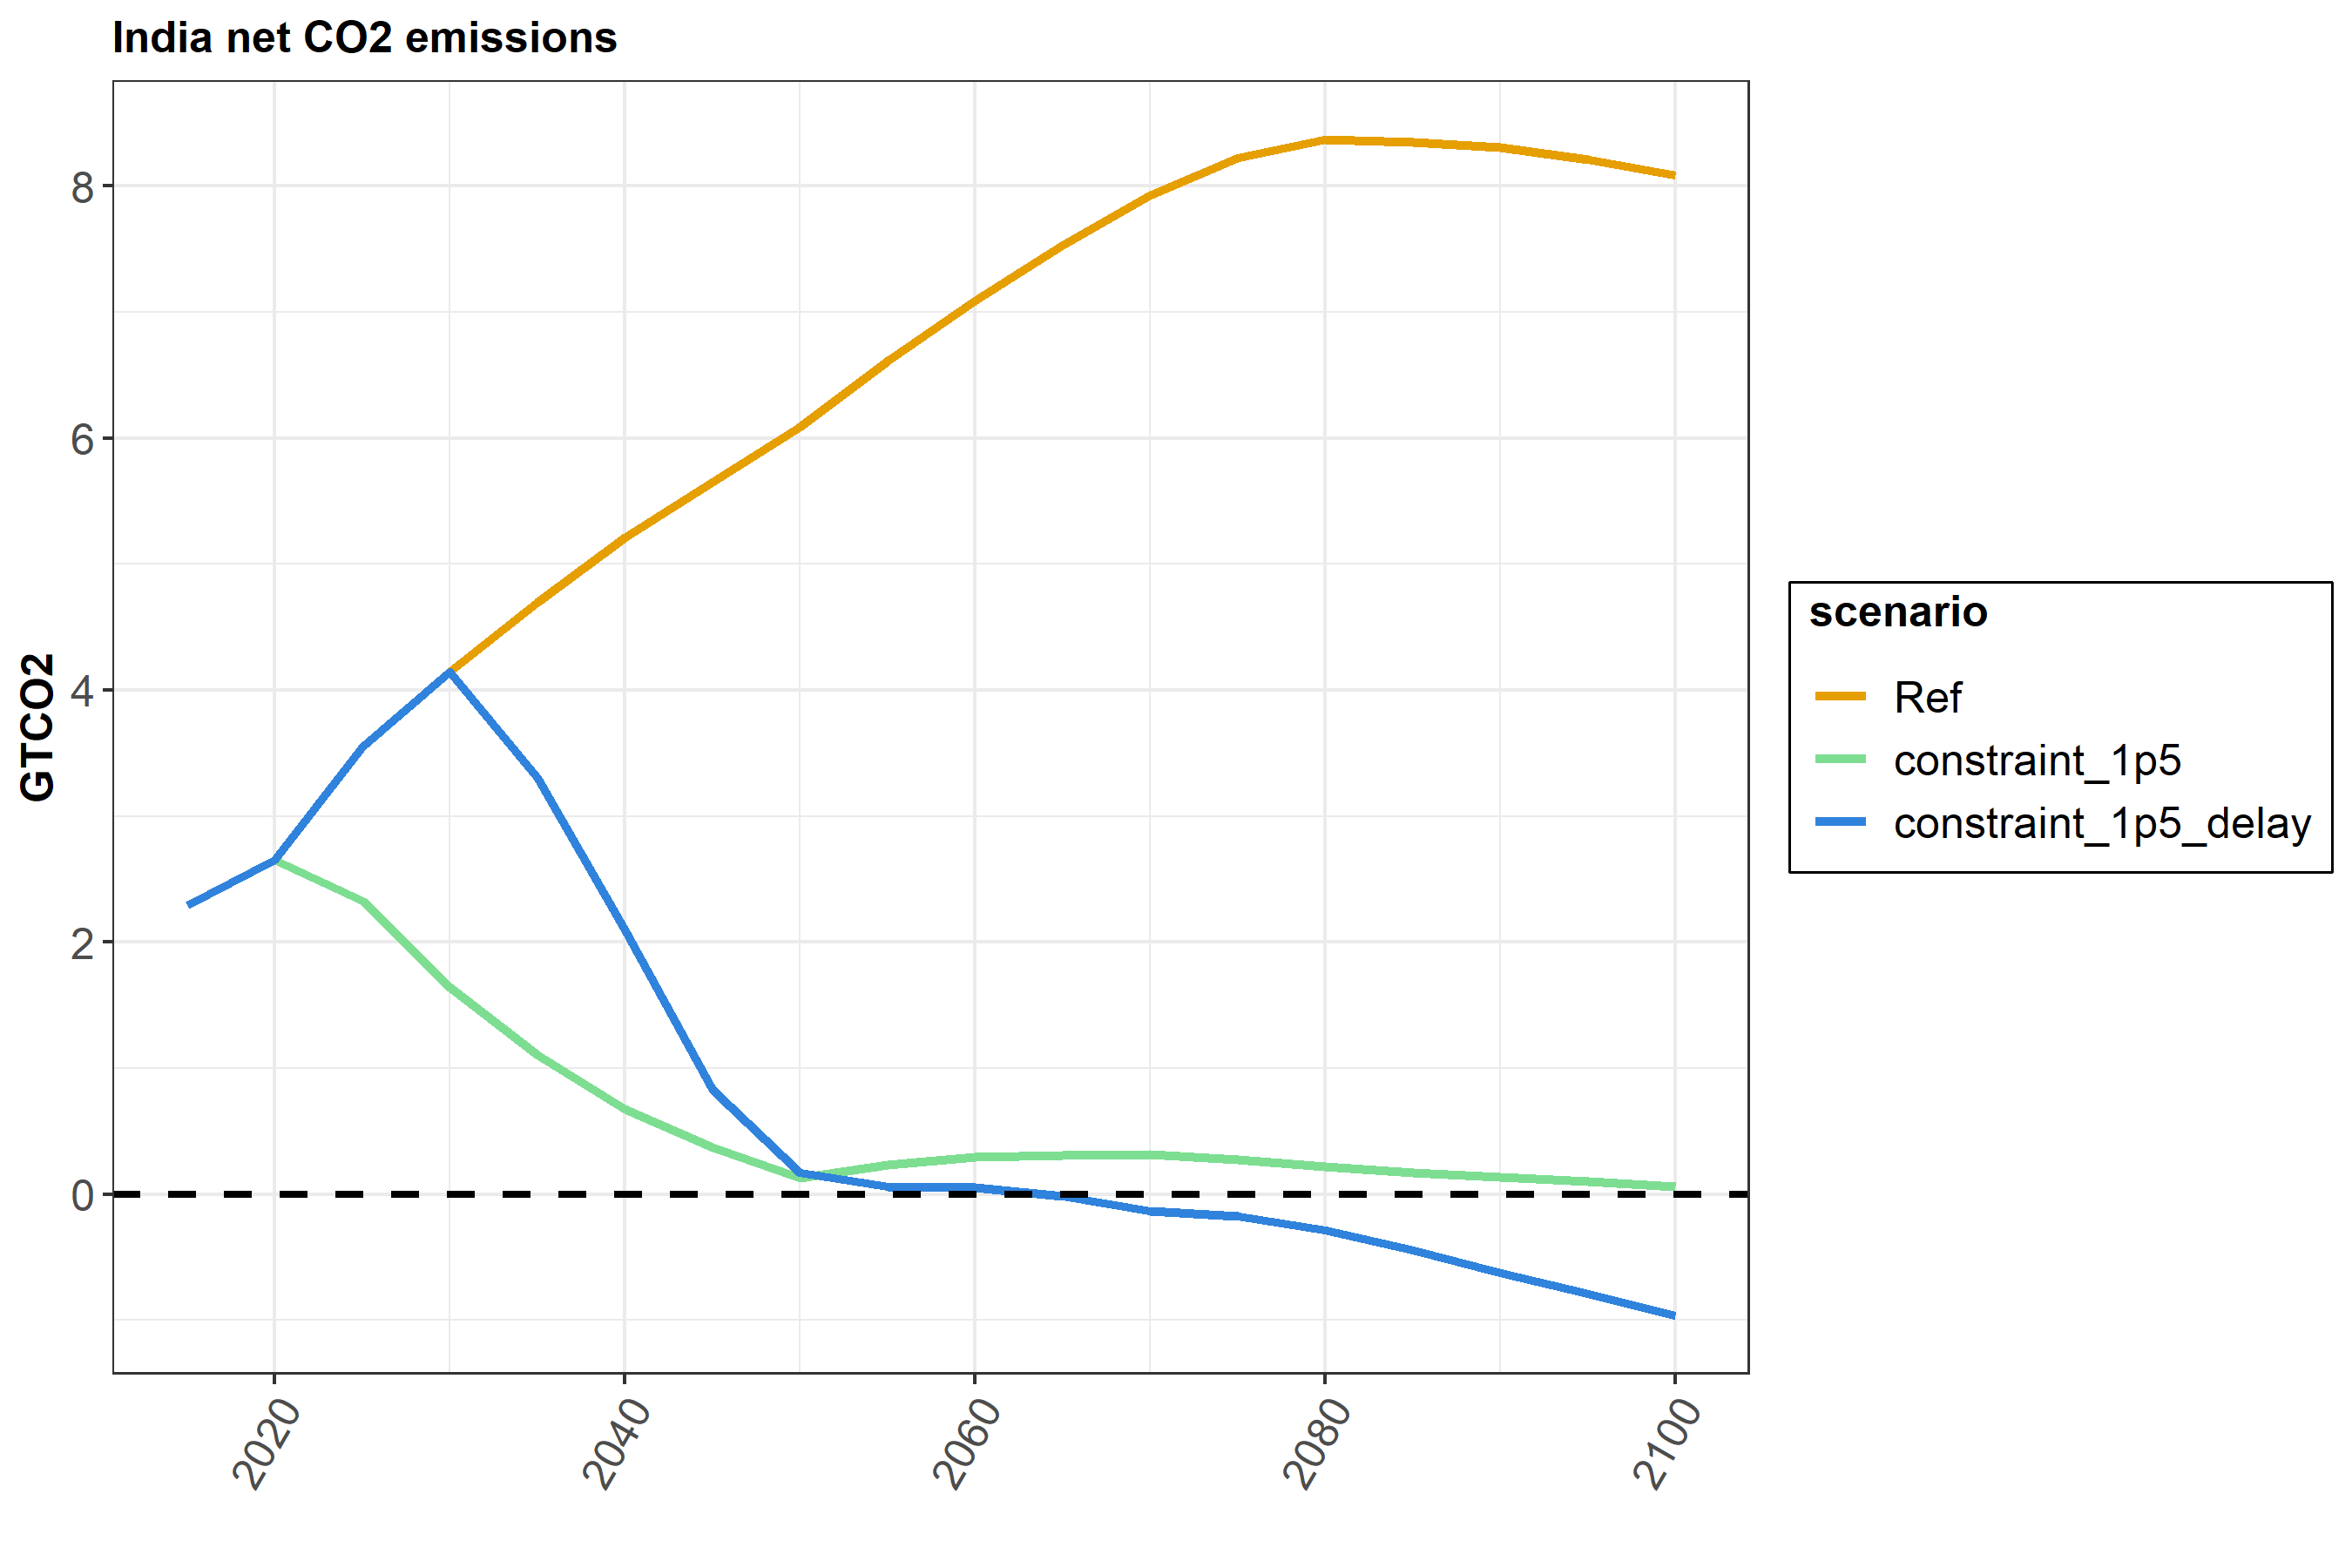 India net CO2 emissions
GTCO2
8
6
4
2
0
2020
2040
2060
2080
2100
scenario
Ref
constraint_1p5
constraint_1p5_delay